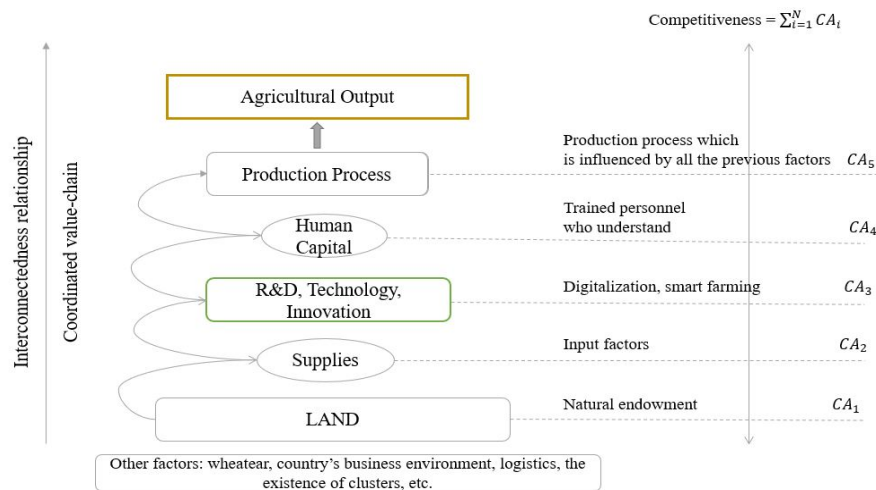 Competitiveness = ∑_{i=1}^{N} CA_i
Agricultural Output
Production process which
is influenced by all the previous factors CA_5
Production Process
Trained personnel
who understand CA_4
Human
Capital
R&D, Technology,
Innovation
Digitalization, smart farming CA_3
Supplies
Input factors CA_2
LAND
Natural endowment CA_1
Interconnectedness relationship
Coordinated value-chain
Other factors: wheatear, country's business environment, logistics, the
existence of clusters, etc.